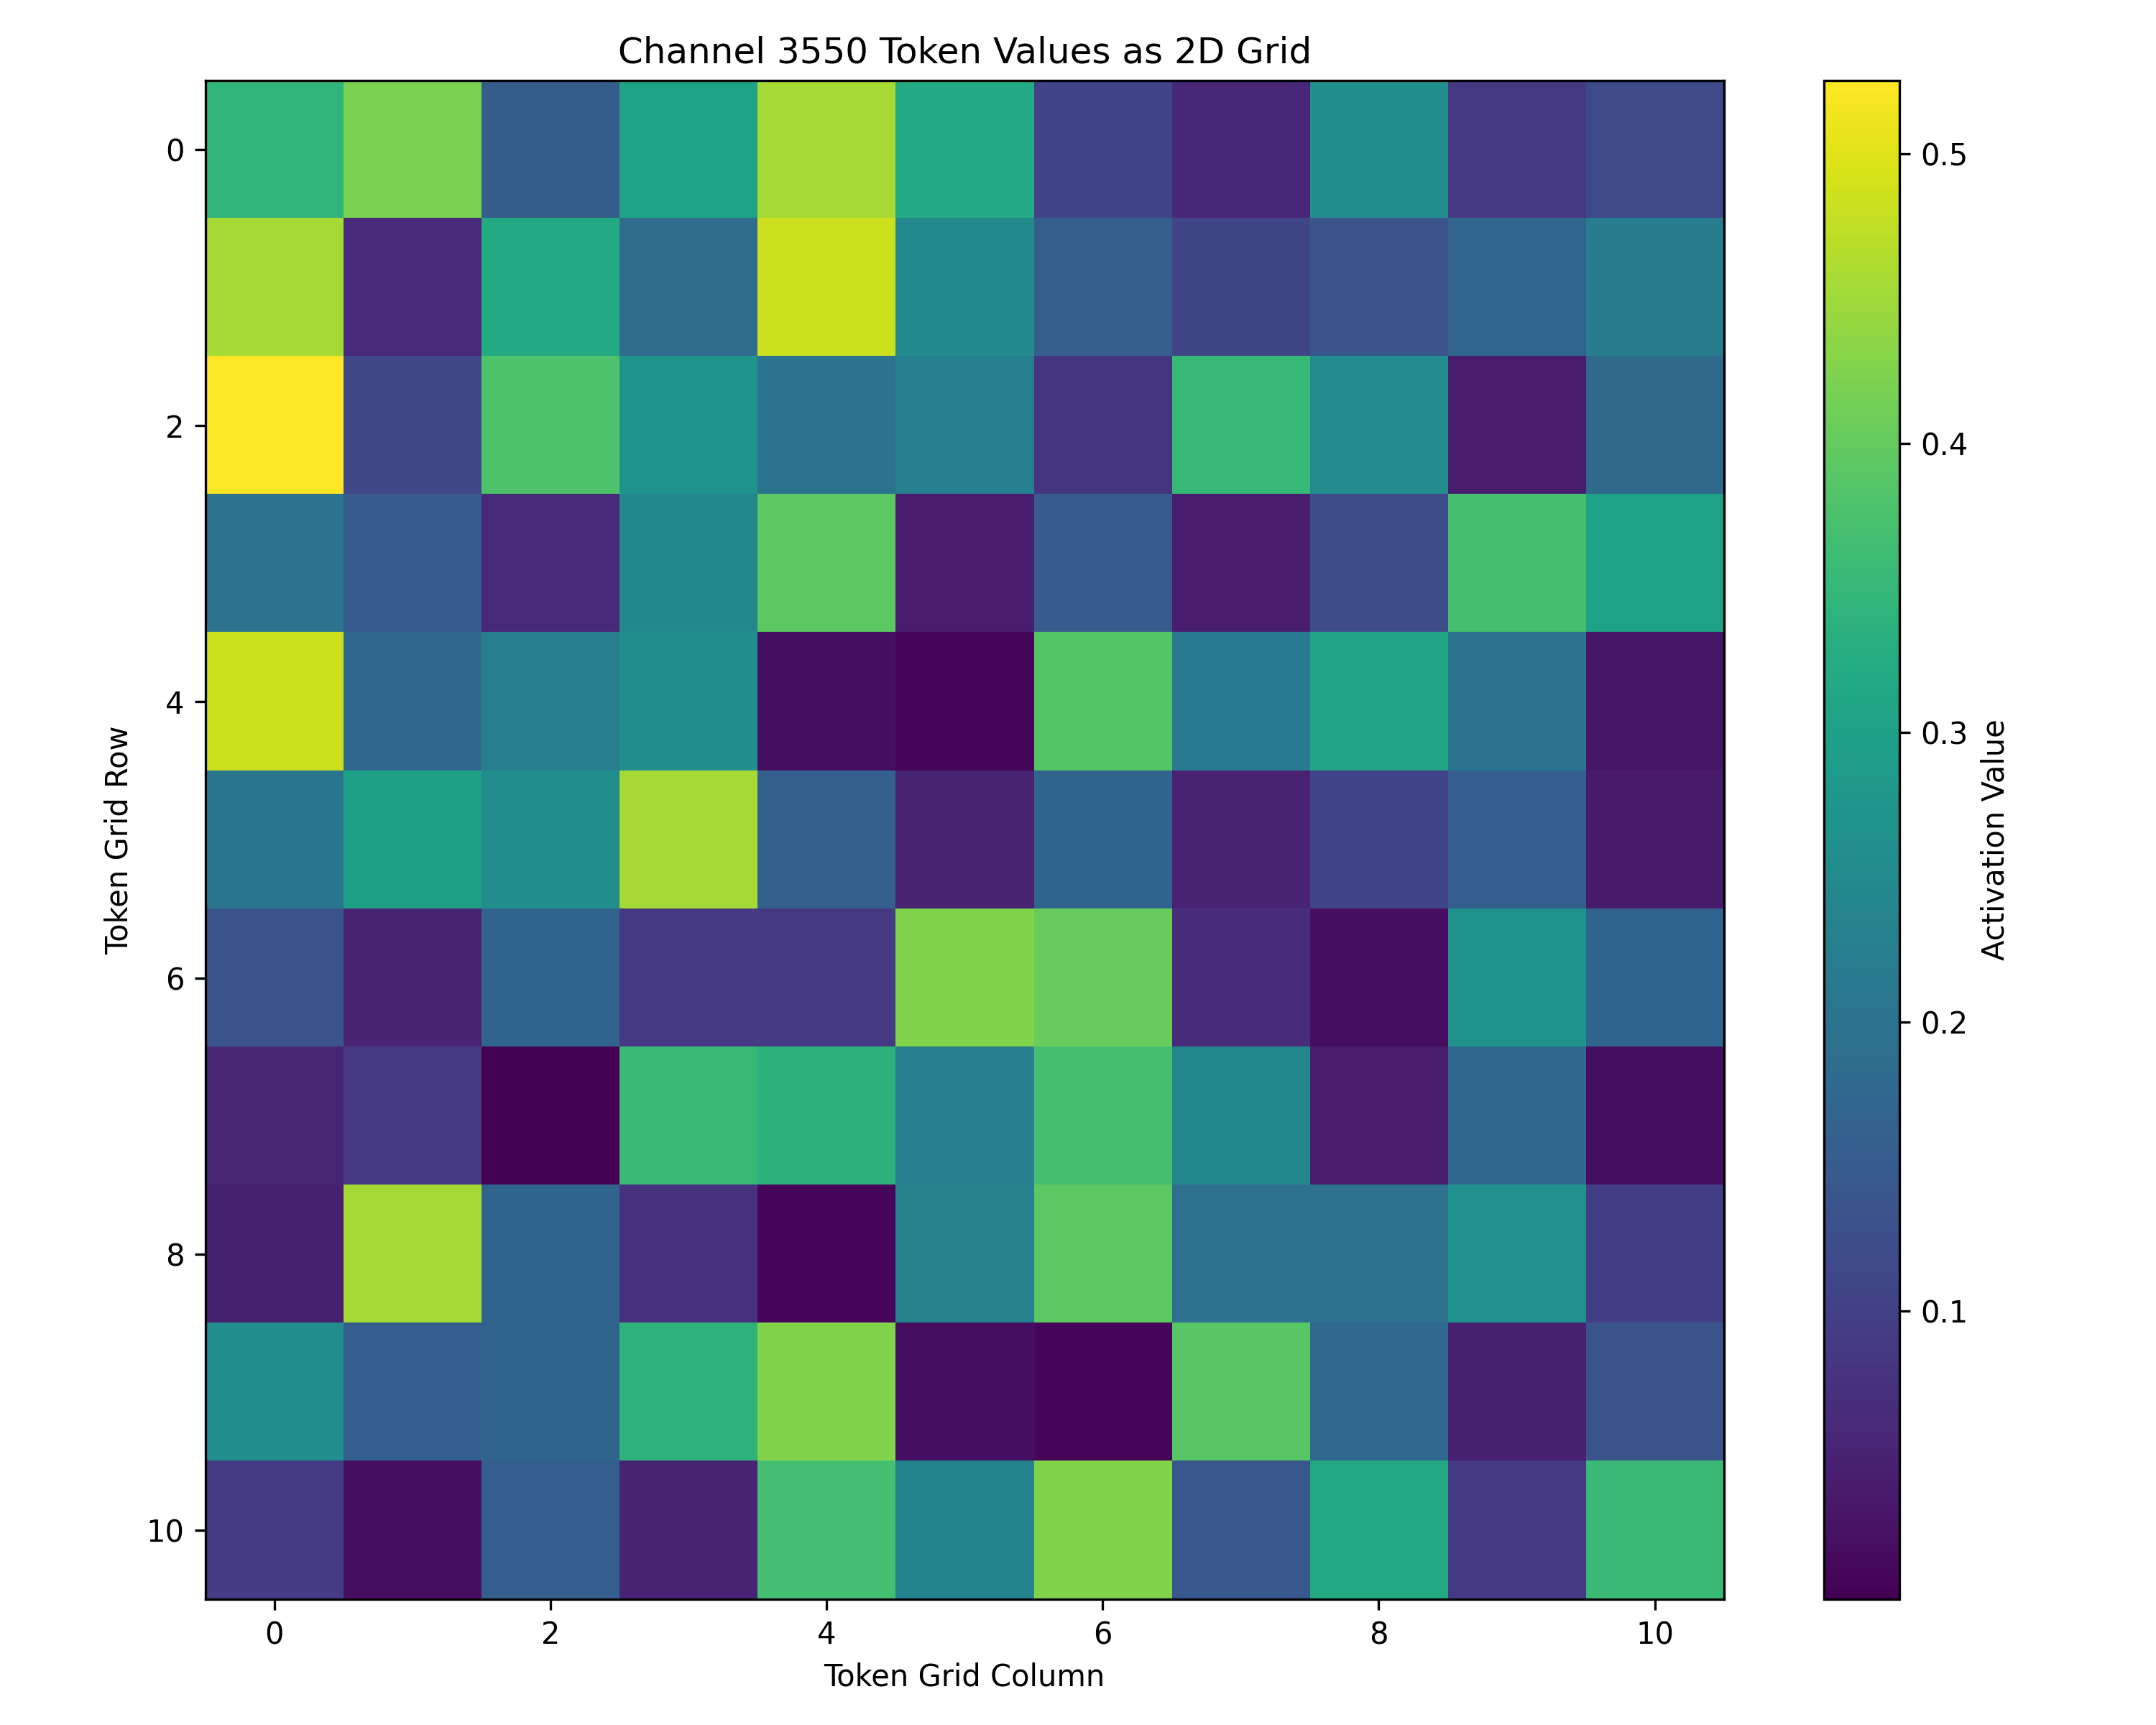 Channel 3550 Token Values as 2D Grid
0
2
4
6
8
10
Token Grid Row
0 2 4 6 8 10
Token Grid Column
0.5
0.4
0.3
0.2
0.1
Activation Value